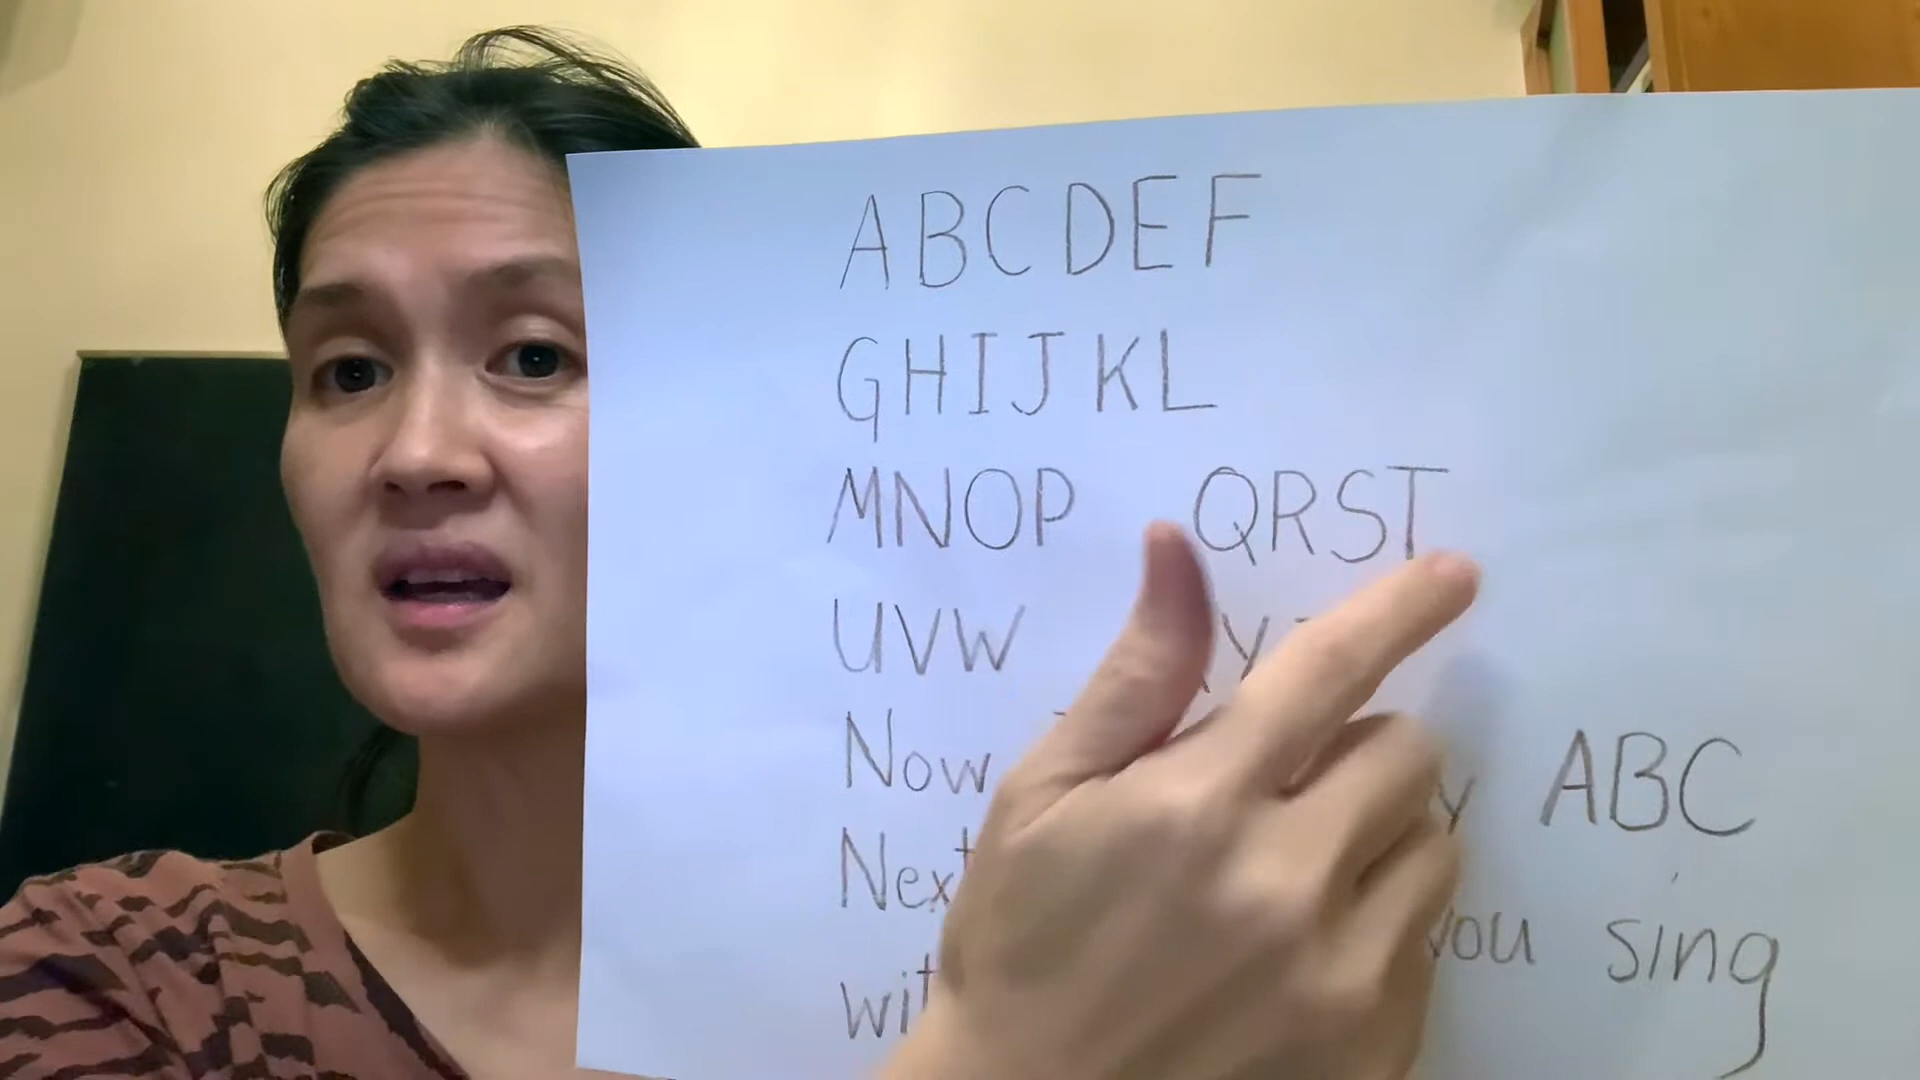 ABCDEF
GHIJKL
MNOP QRST
UVW Y
Now ABC
Next you sing